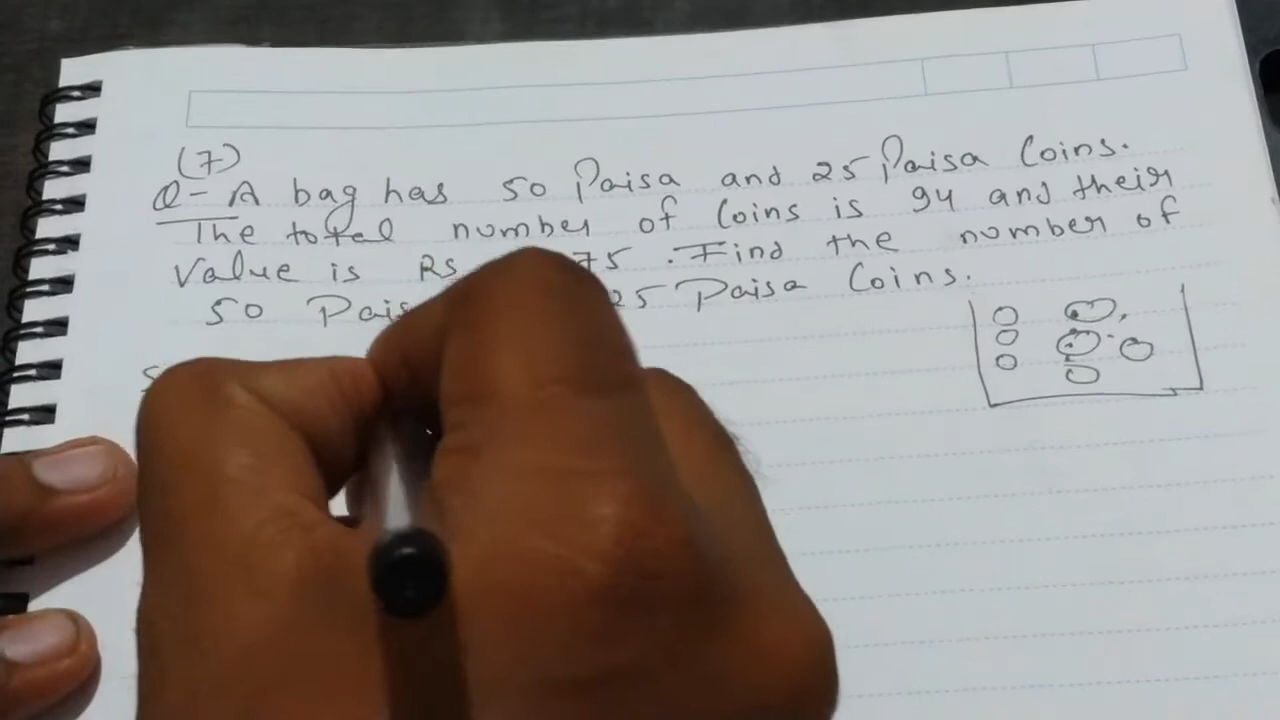 (7)
Q- A bag has 50 Paisa and 25 Paisa Coins.
The total number of Coins is 94 and their
Value is Rs 75 . Find the number of
50 25 Paisa Coins.